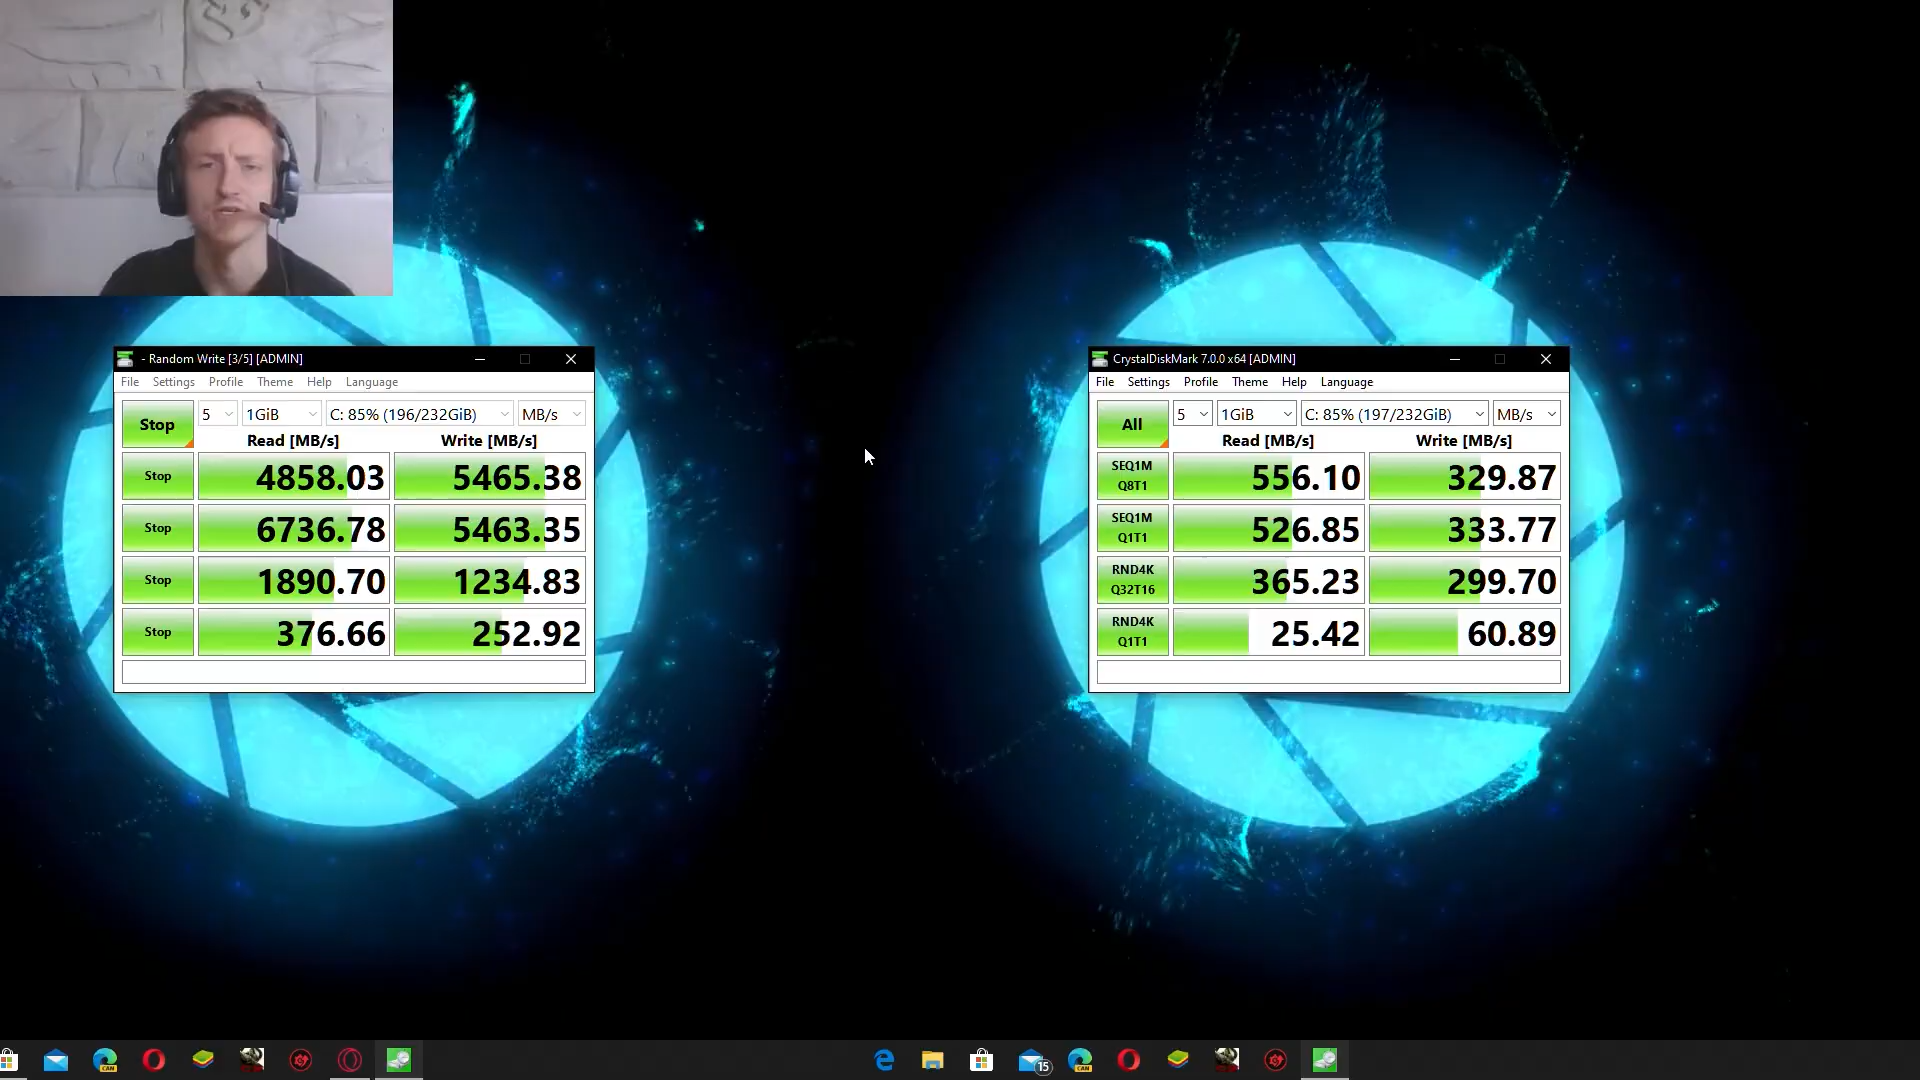 - Random Write [3/5] [ADMIN]
File Settings Profile Theme Help Language
Stop 5 1GiB C: 85% (196/232GiB) MB/s
Read [MB/s] Write [MB/s]
Stop 4858.03 5465.38
Stop 6736.78 5463.35
Stop 1890.70 1234.83
Stop 376.66 252.92
CrystalDiskMark 7.0.0 x64 [ADMIN]
File Settings Profile Theme Help Language
All 5 1GiB C: 85% (197/232GiB) MB/s
Read [MB/s] Write [MB/s]
SEQ1M
Q8T1 556.10 329.87
SEQ1M
Q1T1 526.85 333.77
RND4K
Q32T16 365.23 299.70
RND4K
Q1T1 25.42 60.89
CAN
15
CAN